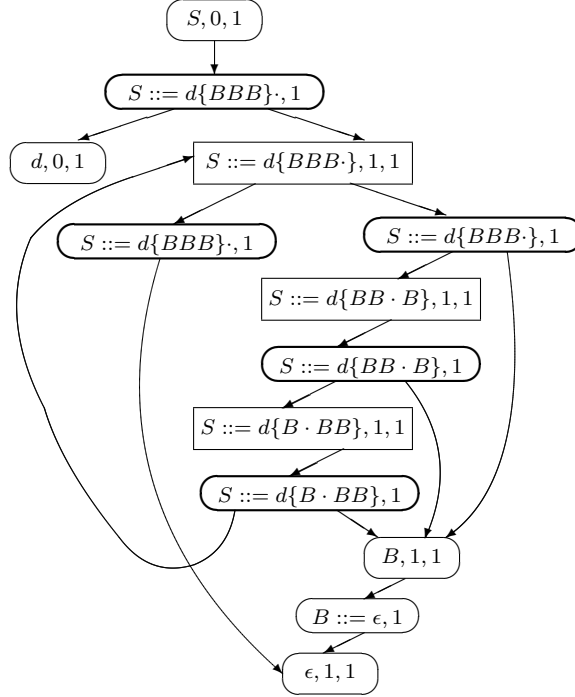 S, 0, 1
S ::= d{BBB}·, 1
d, 0, 1
S ::= d{BBB·}, 1, 1
S ::= d{BBB}·, 1
S ::= d{BBB·}, 1
S ::= d{BB · B}, 1, 1
S ::= d{BB · B}, 1
S ::= d{B · BB}, 1, 1
S ::= d{B · BB}, 1
B, 1, 1
B ::= ϵ, 1
ϵ, 1, 1